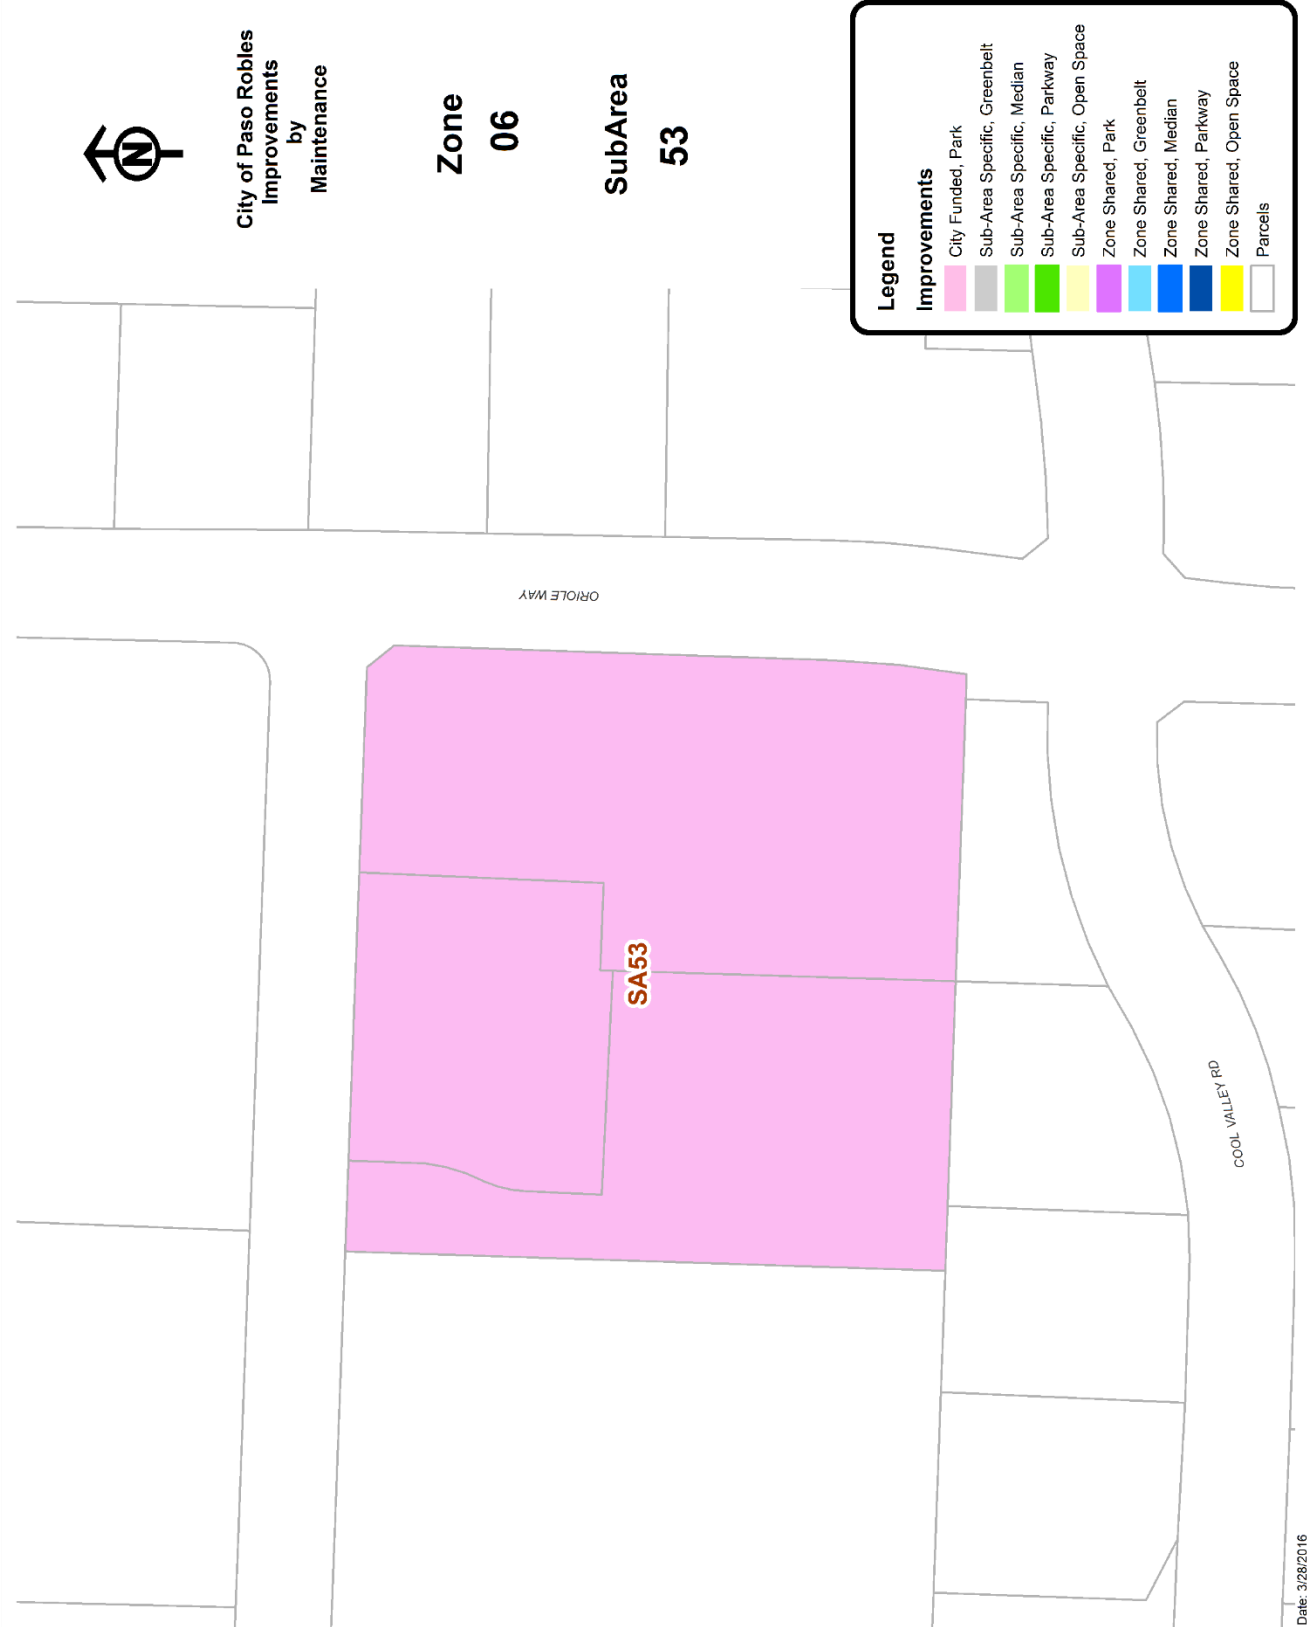 N
City of Paso Robles
Improvements
by
Maintenance
Zone
06
SubArea
53
ORIOLE WAY
SA53
COOL VALLEY RD
Legend
Improvements
City Funded, Park
Sub-Area Specific, Greenbelt
Sub-Area Specific, Median
Sub-Area Specific, Parkway
Sub-Area Specific, Open Space
Zone Shared, Park
Zone Shared, Greenbelt
Zone Shared, Median
Zone Shared, Parkway
Zone Shared, Open Space
Parcels
Date: 3/28/2016